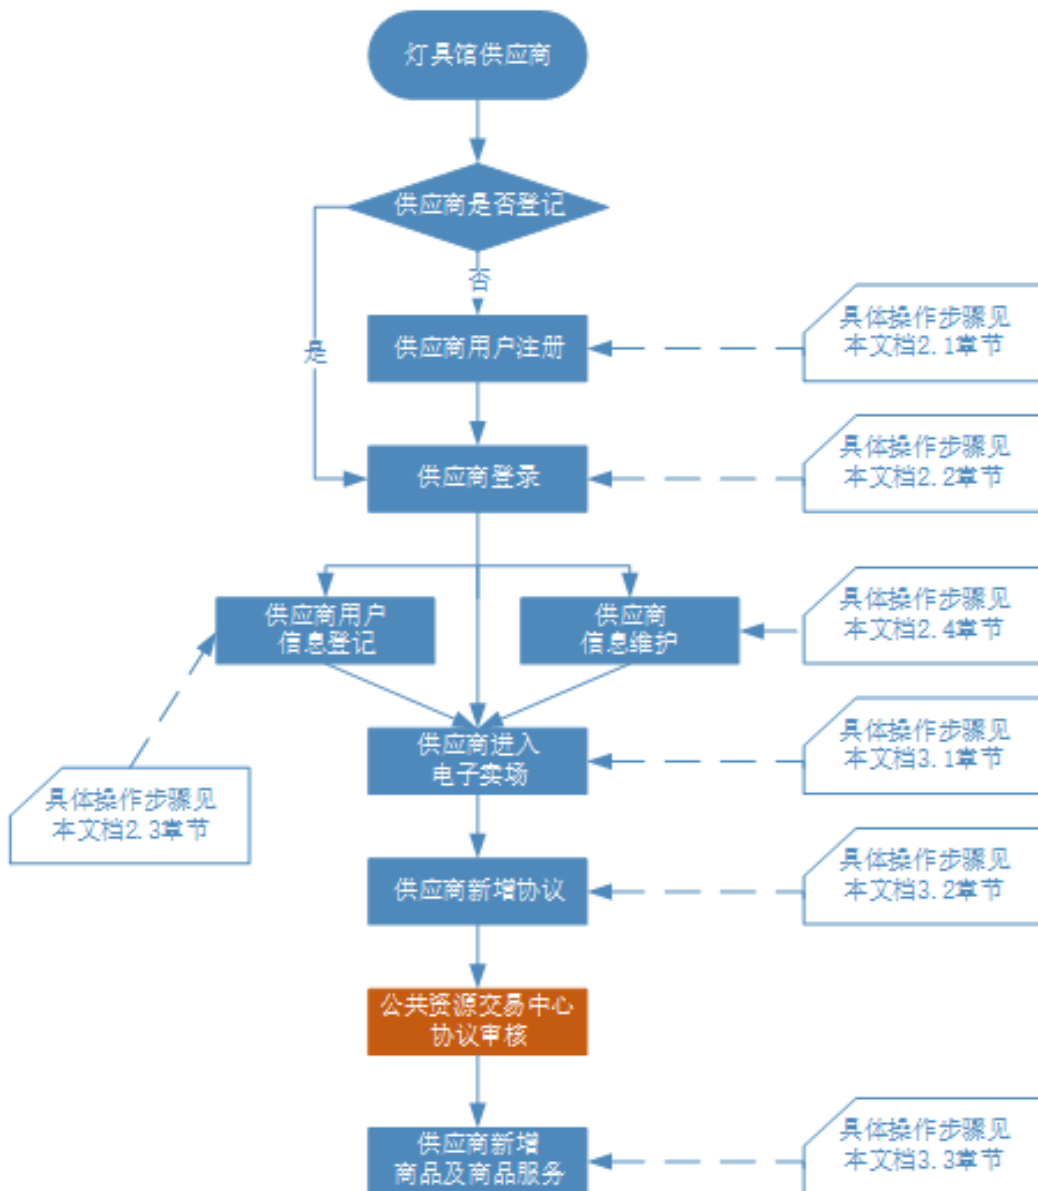 灯具馆供应商
供应商是否登记
否
是
供应商用户注册
具体操作步骤见
本文档2.1章节
供应商登录
具体操作步骤见
本文档2.2章节
供应商用户
信息登记
供应商
信息维护
具体操作步骤见
本文档2.4章节
供应商进入
电子卖场
具体操作步骤见
本文档3.1章节
具体操作步骤见
本文档2.3章节
供应商新增协议
具体操作步骤见
本文档3.2章节
公共资源交易中心
协议审核
供应商新增
商品及商品服务
具体操作步骤见
本文档3.3章节